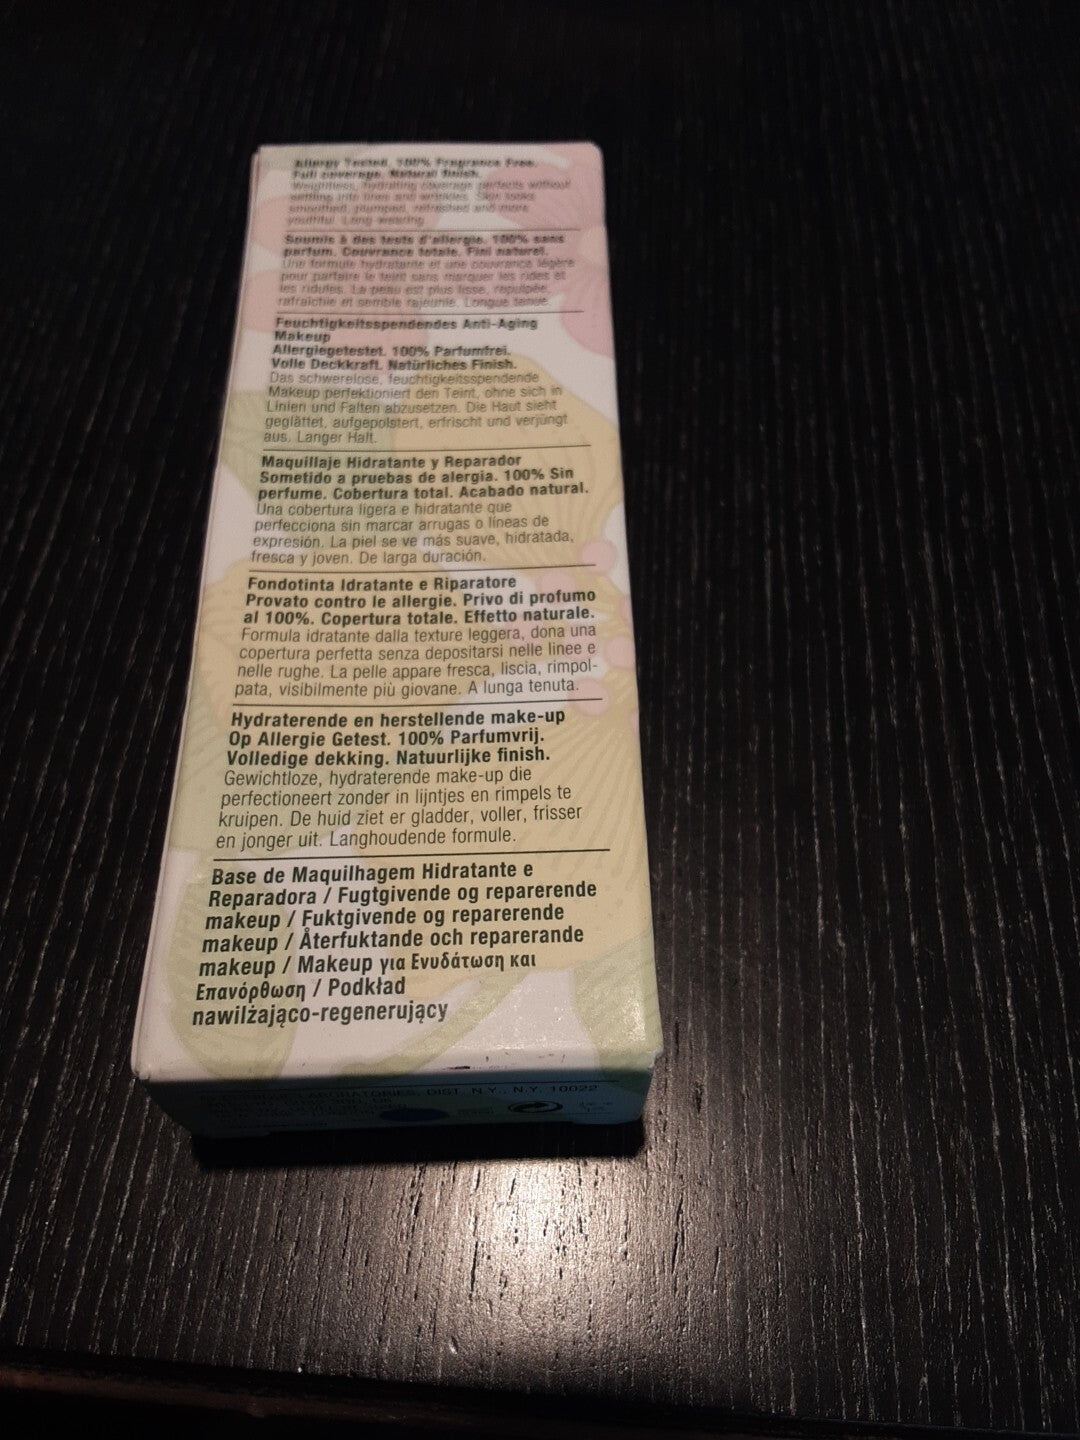 Allergy Tested. 100% Fragrance Free.
Full coverage. Natural finish.
Weightless, hydrating coverage perfects without
settling into lines and wrinkles. Skin looks
smoothed, plumped, refreshed and more
youthful. Long-wearing.
Soumis à des tests d'allergie. 100% sans
parfum. Couvrance totale. Fini naturel.
Une formule hydratante et une couvrance légère
pour parfaire le teint sans marquer les rides et
les ridules. La peau est plus lisse, repulpée,
rafraîchie et semble rajeunie. Longue tenue.
Feuchtigkeitsspendendes Anti-Aging
Makeup
Allergiegetestet. 100% Parfumfrei.
Volle Deckkraft. Natürliches Finish.
Das schwerelose, feuchtigkeitsspendende
Makeup perfektioniert den Teint, ohne sich in
Linien und Falten abzusetzen. Die Haut sieht
geglättet, aufgepolstert, erfrischt und verjüngt
aus. Langer Halt.
Maquillaje Hidratante y Reparador
Sometido a pruebas de alergia. 100% Sin
perfume. Cobertura total. Acabado natural.
Una cobertura ligera e hidratante que
perfecciona sin marcar arrugas o líneas de
expresión. La piel se ve más suave, hidratada,
fresca y joven. De larga duración.
Fondotinta Idratante e Riparatore
Provato contro le allergie. Privo di profumo
al 100%. Copertura totale. Effetto naturale.
Formula idratante dalla texture leggera, dona una
copertura perfetta senza depositarsi nelle linee e
nelle rughe. La pelle appare fresca, liscia, rimpol-
pata, visibilmente più giovane. A lunga tenuta.
Hydraterende en herstellende make-up
Op Allergie Getest. 100% Parfumvrij.
Volledige dekking. Natuurlijke finish.
Gewichtloze, hydraterende make-up die
perfectioneert zonder in lijntjes en rimpels te
kruipen. De huid ziet er gladder, voller, frisser
en jonger uit. Langhoudende formule.
Base de Maquilhagem Hidratante e
Reparadora / Fugtgivende og reparerende
makeup / Fuktgivende og reparerende
makeup / Återfuktande och reparerande
makeup / Makeup για Ενυδάτωση και
Επανόρθωση / Podkład
nawilżająco-regenerujący
DIST. N.Y., N.Y. 10022